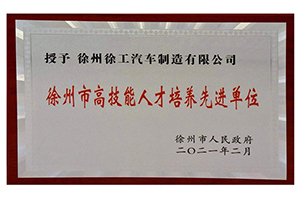 授予 徐州徐工汽车制造有限公司
徐州市高技能人才培养先进单位
徐州市人民政府
二〇二一年二月